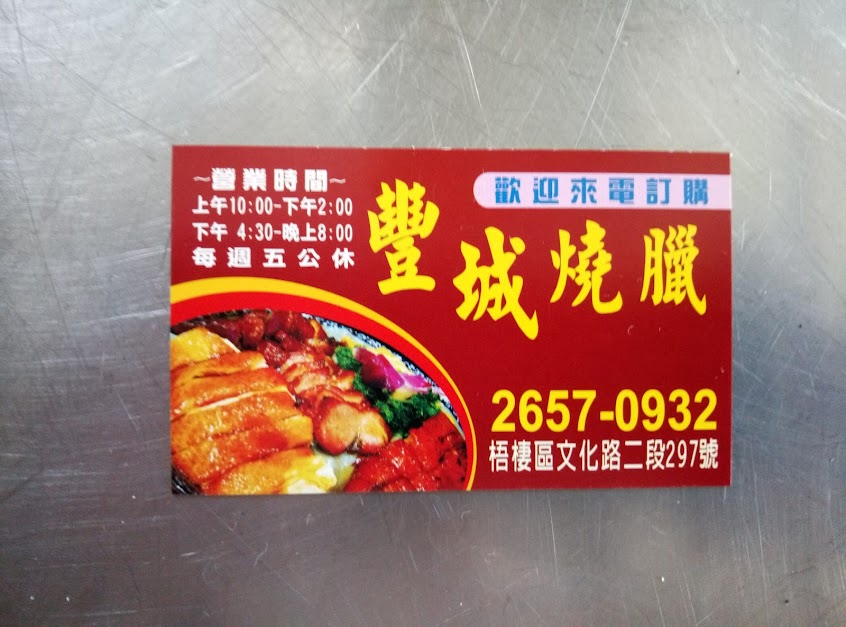 ~營業時間~
上午10:00-下午2:00
下午 4:30-晚上8:00
每週五公休
歡迎來電訂購
豐城燒臘
2657-0932
梧棲區文化路二段297號